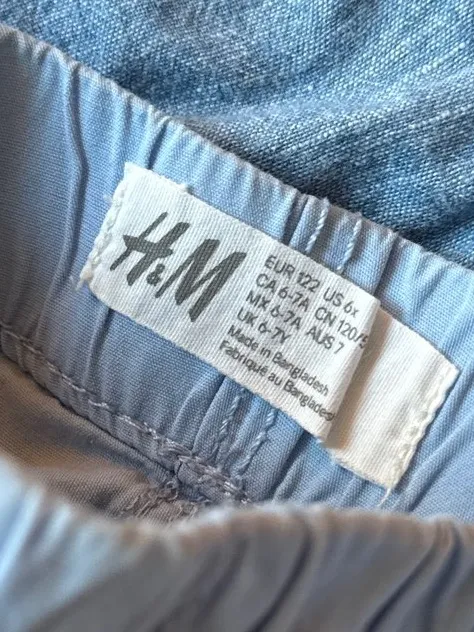 H&M
EUR 122 US 6x
CA 6-7A CN 120/
MX 6-7A AUS 7
UK 6-7Y
Made in Bangladesh
Fabriqué au Bangladesh